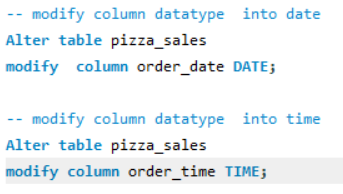 -- modify column datatype  into date
Alter table pizza_sales
modify  column order_date DATE;
-- modify column datatype  into time
Alter table pizza_sales
modify column order_time TIME;